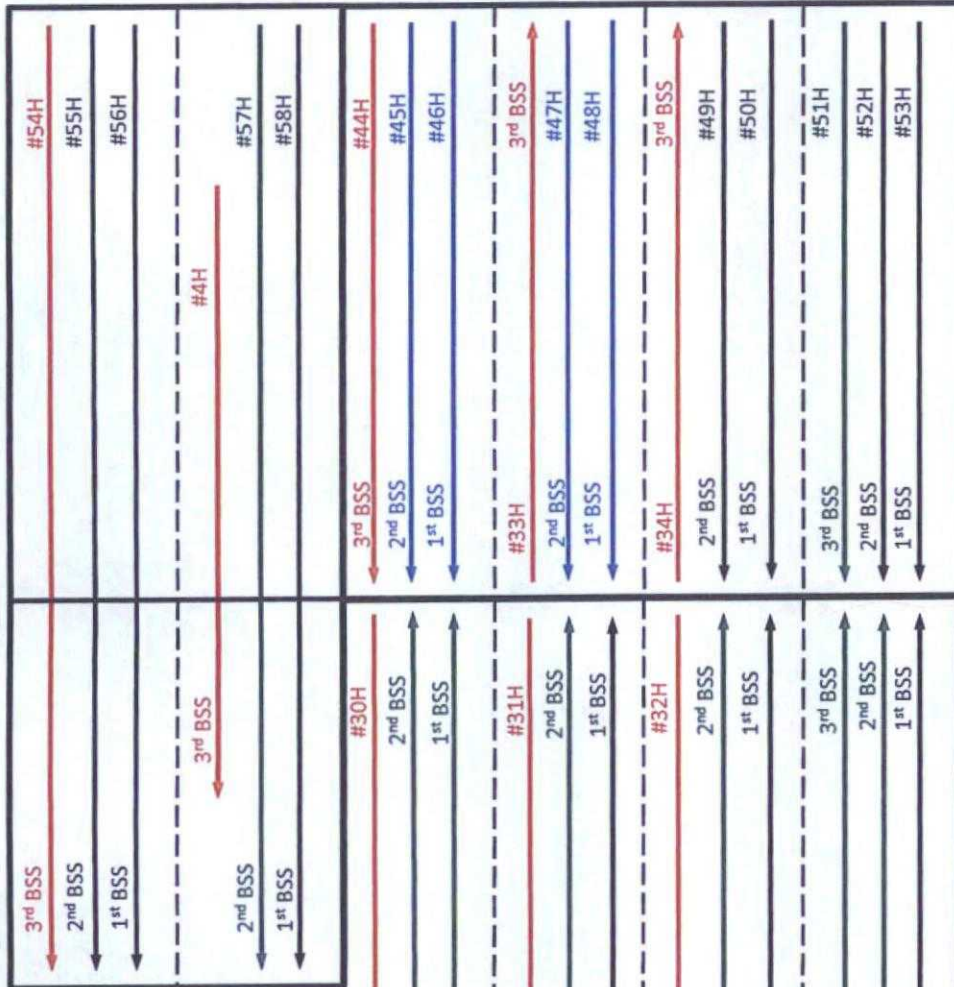 #54H
#55H
#56H
#57H
#58H
#4H
3rd BSS
3rd BSS
2nd BSS
1st BSS
2nd BSS
1st BSS
#44H
#45H
#46H
3rd BSS
2nd BSS
1st BSS
3rd BSS
#47H
#48H
#33H
2nd BSS
1st BSS
3rd BSS
#49H
#50H
#34H
2nd BSS
1st BSS
#51H
#52H
#53H
3rd BSS
2nd BSS
1st BSS
#30H
2nd BSS
1st BSS
#31H
2nd BSS
1st BSS
#32H
2nd BSS
1st BSS
3rd BSS
2nd BSS
1st BSS